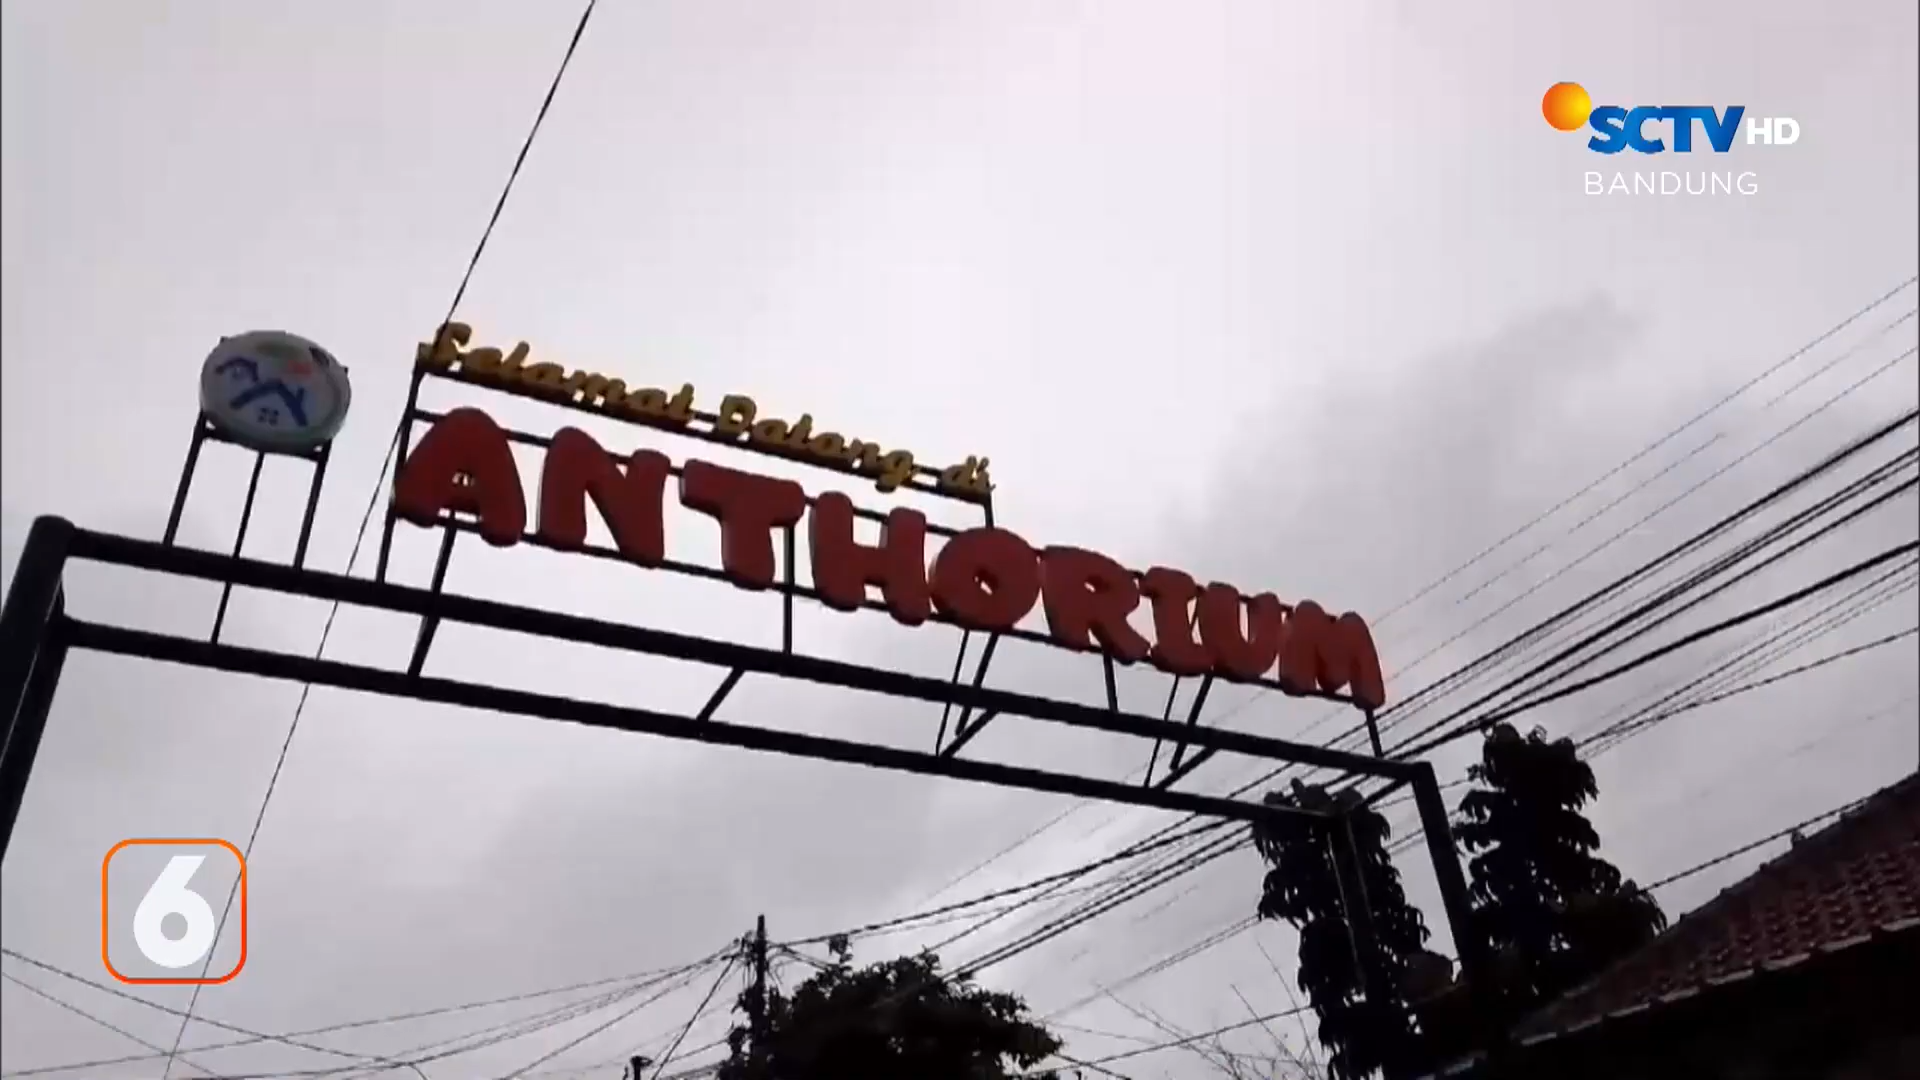 SCTV HD
BANDUNG
Selamat Datang di
ANTHORIUM
6